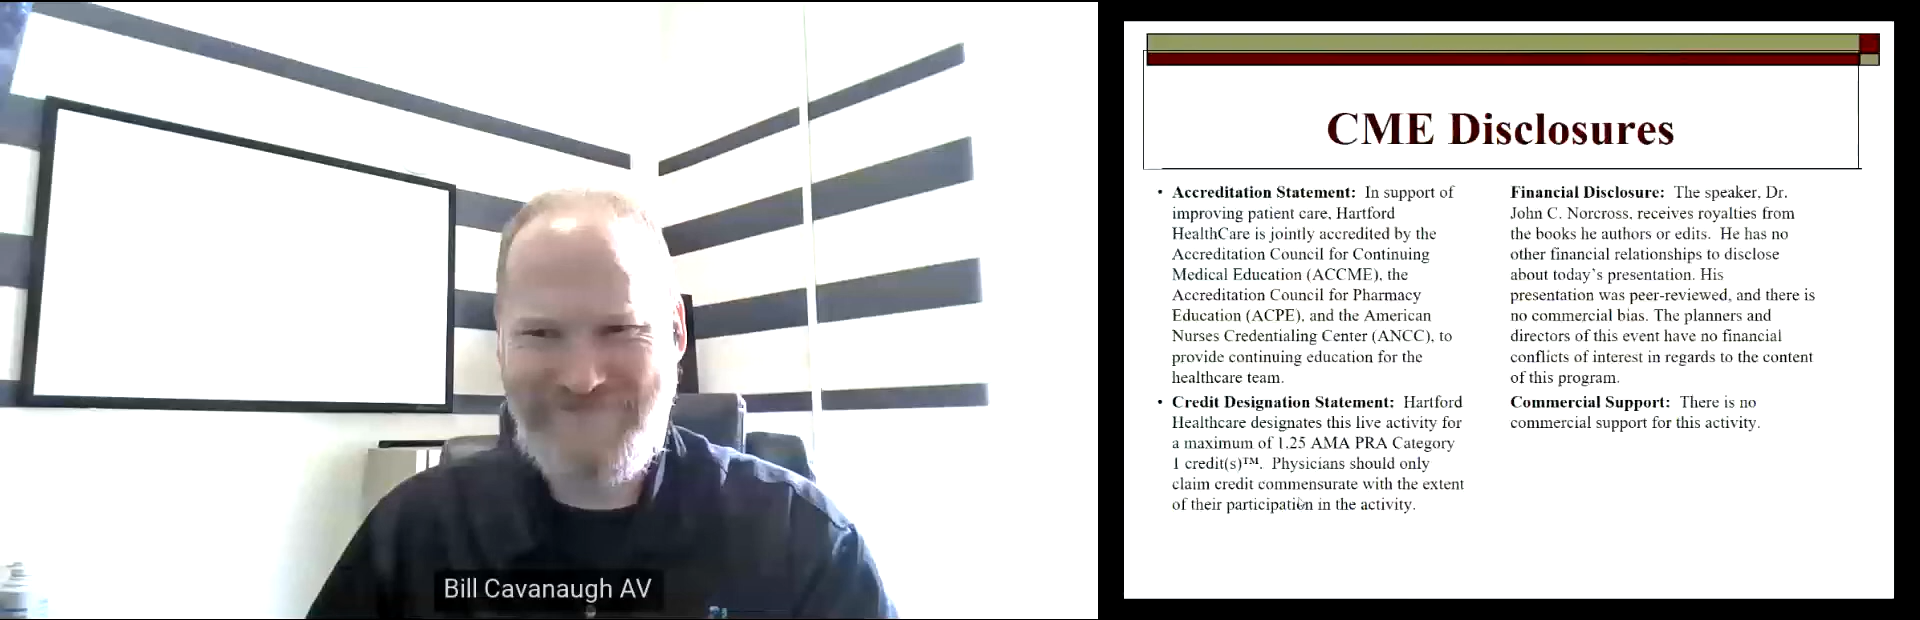 Bill Cavanaugh AV
CME Disclosures
• Accreditation Statement: In support of
improving patient care, Hartford
HealthCare is jointly accredited by the
Accreditation Council for Continuing
Medical Education (ACCME), the
Accreditation Council for Pharmacy
Education (ACPE), and the American
Nurses Credentialing Center (ANCC), to
provide continuing education for the
healthcare team.
• Credit Designation Statement: Hartford
Healthcare designates this live activity for
a maximum of 1.25 AMA PRA Category
1 credit(s)™. Physicians should only
claim credit commensurate with the extent
of their participation in the activity.
Financial Disclosure: The speaker, Dr.
John C. Norcross, receives royalties from
the books he authors or edits. He has no
other financial relationships to disclose
about today's presentation. His
presentation was peer-reviewed, and there is
no commercial bias. The planners and
directors of this event have no financial
conflicts of interest in regards to the content
of this program.
Commercial Support: There is no
commercial support for this activity.